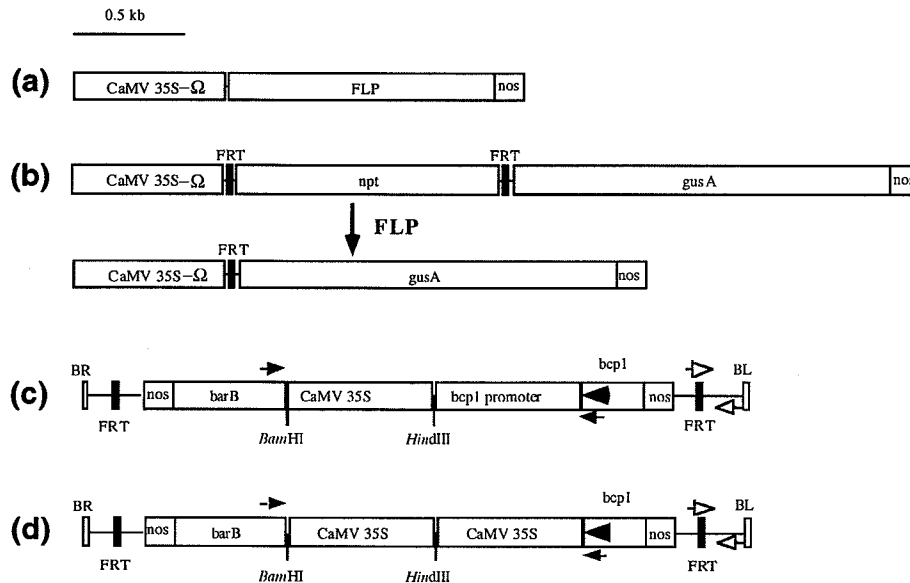 0.5 kb
(a) CaMV 35S–Ω FLP nos
FRT FRT
(b) CaMV 35S–Ω npt gusA nos
FLP
FRT
CaMV 35S–Ω gusA nos
BR bcp1 BL
(c) nos barB CaMV 35S bcp1 promoter nos
FRT BamHI HindIII FRT
BR bcpI BL
(d) nos barB CaMV 35S CaMV 35S nos
FRT BamHI HindIII FRT